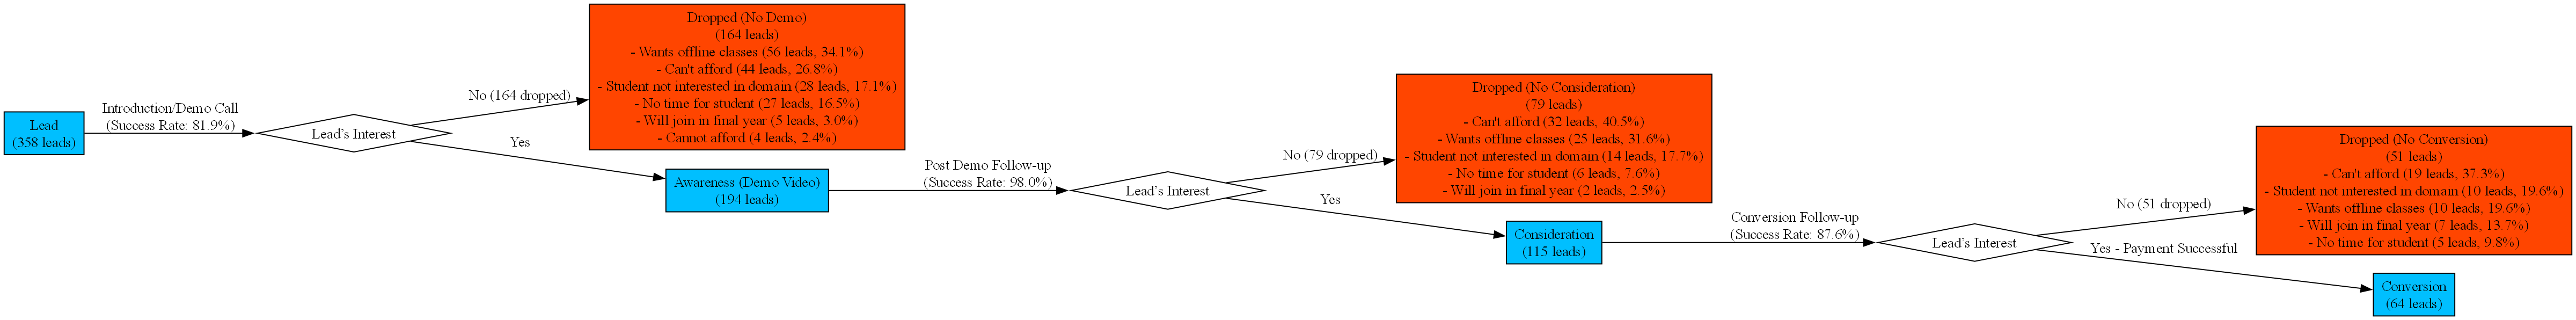 Lead
(358 leads)
Introduction/Demo Call
(Success Rate: 81.9%)
Lead's Interest
No (164 dropped)
Dropped (No Demo)
(164 leads)
- Wants offline classes (56 leads, 34.1%)
- Can't afford (44 leads, 26.8%)
- Student not interested in domain (28 leads, 17.1%)
- No time for student (27 leads, 16.5%)
- Will join in final year (5 leads, 3.0%)
- Cannot afford (4 leads, 2.4%)
Yes
Awareness (Demo Video)
(194 leads)
Post Demo Follow-up
(Success Rate: 98.0%)
Lead's Interest
No (79 dropped)
Dropped (No Consideration)
(79 leads)
- Can't afford (32 leads, 40.5%)
- Wants offline classes (25 leads, 31.6%)
- Student not interested in domain (14 leads, 17.7%)
- No time for student (6 leads, 7.6%)
- Will join in final year (2 leads, 2.5%)
Yes
Consideration
(115 leads)
Conversion Follow-up
(Success Rate: 87.6%)
Lead's Interest
No (51 dropped)
Dropped (No Conversion)
(51 leads)
- Can't afford (19 leads, 37.3%)
- Student not interested in domain (10 leads, 19.6%)
- Wants offline classes (10 leads, 19.6%)
- Will join in final year (7 leads, 13.7%)
- No time for student (5 leads, 9.8%)
Yes - Payment Successful
Conversion
(64 leads)